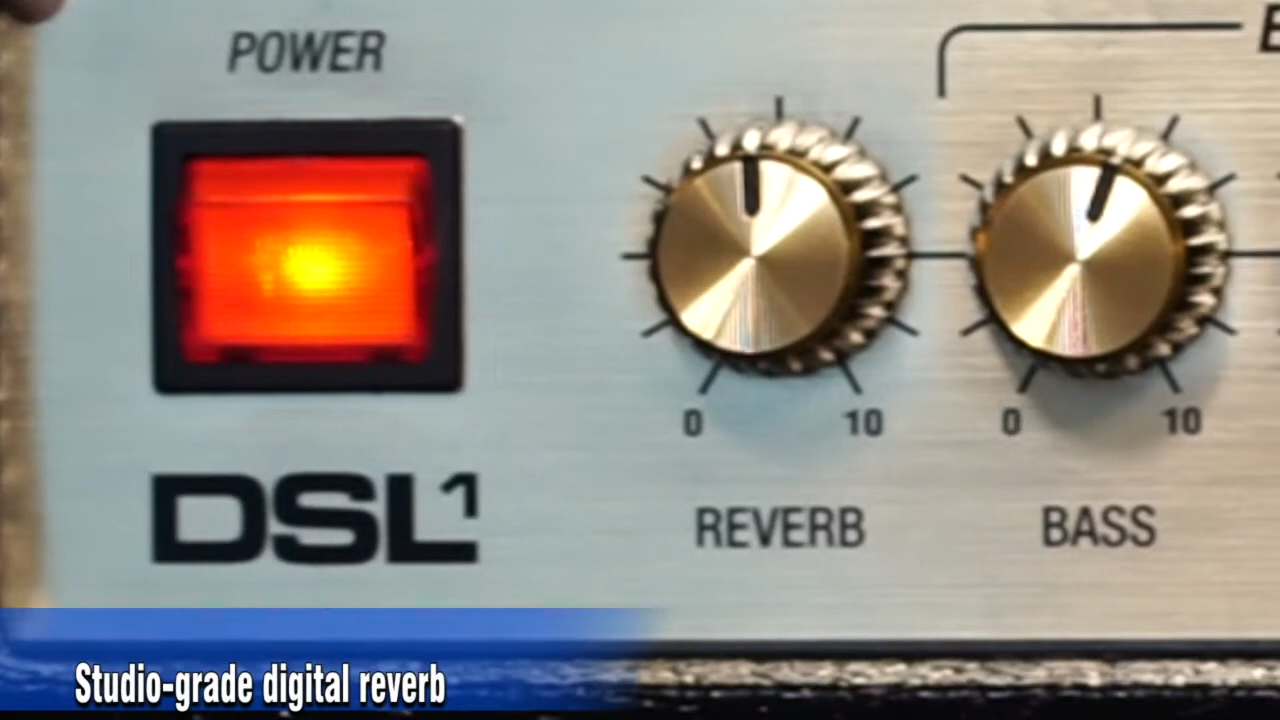 POWER
0
10
0
10
REVERB
BASS
DSL1
Studio-grade digital reverb